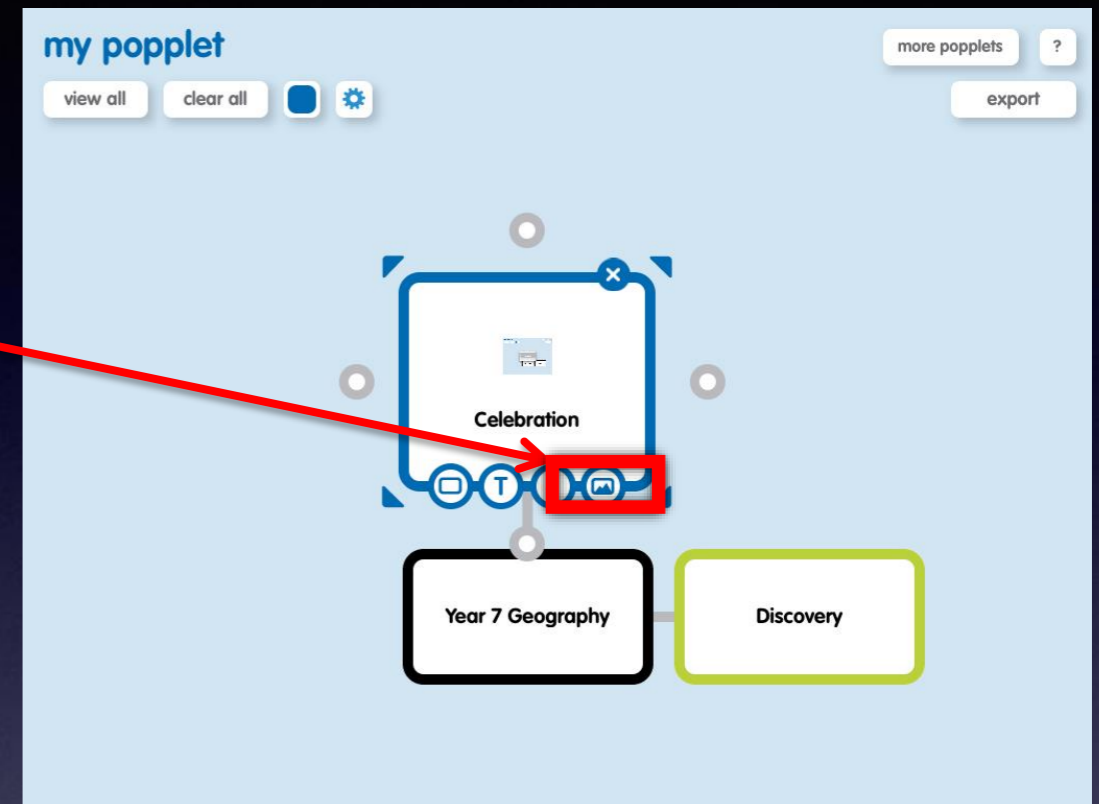 my popplet
more popplets
?
view all
clear all
export
Celebration
T
Year 7 Geography
Discovery